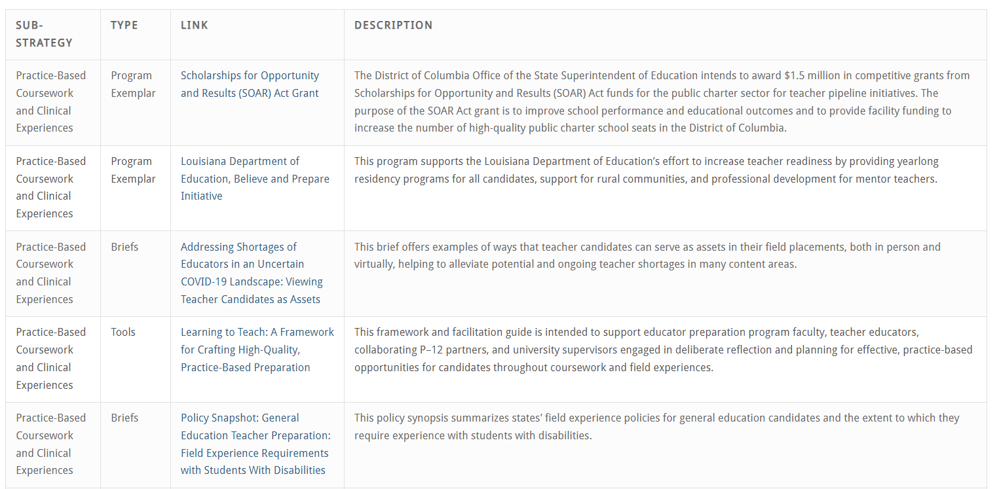 SUB-
STRATEGY
TYPE
LINK
DESCRIPTION
Practice-Based
Coursework
and Clinical
Experiences
Program
Exemplar
Scholarships for Opportunity
and Results (SOAR) Act Grant
The District of Columbia Office of the State Superintendent of Education intends to award $1.5 million in competitive grants from
Scholarships for Opportunity and Results (SOAR) Act funds for the public charter sector for teacher pipeline initiatives. The
purpose of the SOAR Act grant is to improve school performance and educational outcomes and to provide facility funding to
increase the number of high-quality public charter school seats in the District of Columbia.
Practice-Based
Coursework
and Clinical
Experiences
Program
Exemplar
Louisiana Department of
Education, Believe and Prepare
Initiative
This program supports the Louisiana Department of Education’s effort to increase teacher readiness by providing yearlong
residency programs for all candidates, support for rural communities, and professional development for mentor teachers.
Practice-Based
Coursework
and Clinical
Experiences
Briefs
Addressing Shortages of
Educators in an Uncertain
COVID-19 Landscape: Viewing
Teacher Candidates as Assets
This brief offers examples of ways that teacher candidates can serve as assets in their field placements, both in person and
virtually, helping to alleviate potential and ongoing teacher shortages in many content areas.
Practice-Based
Coursework
and Clinical
Experiences
Tools
Learning to Teach: A Framework
for Crafting High-Quality,
Practice-Based Preparation
This framework and facilitation guide is intended to support educator preparation program faculty, teacher educators,
collaborating P–12 partners, and university supervisors engaged in deliberate reflection and planning for effective, practice-based
opportunities for candidates throughout coursework and field experiences.
Practice-Based
Coursework
and Clinical
Experiences
Briefs
Policy Snapshot: General
Education Teacher Preparation:
Field Experience Requirements
with Students With Disabilities
This policy synopsis summarizes states’ field experience policies for general education candidates and the extent to which they
require experience with students with disabilities.